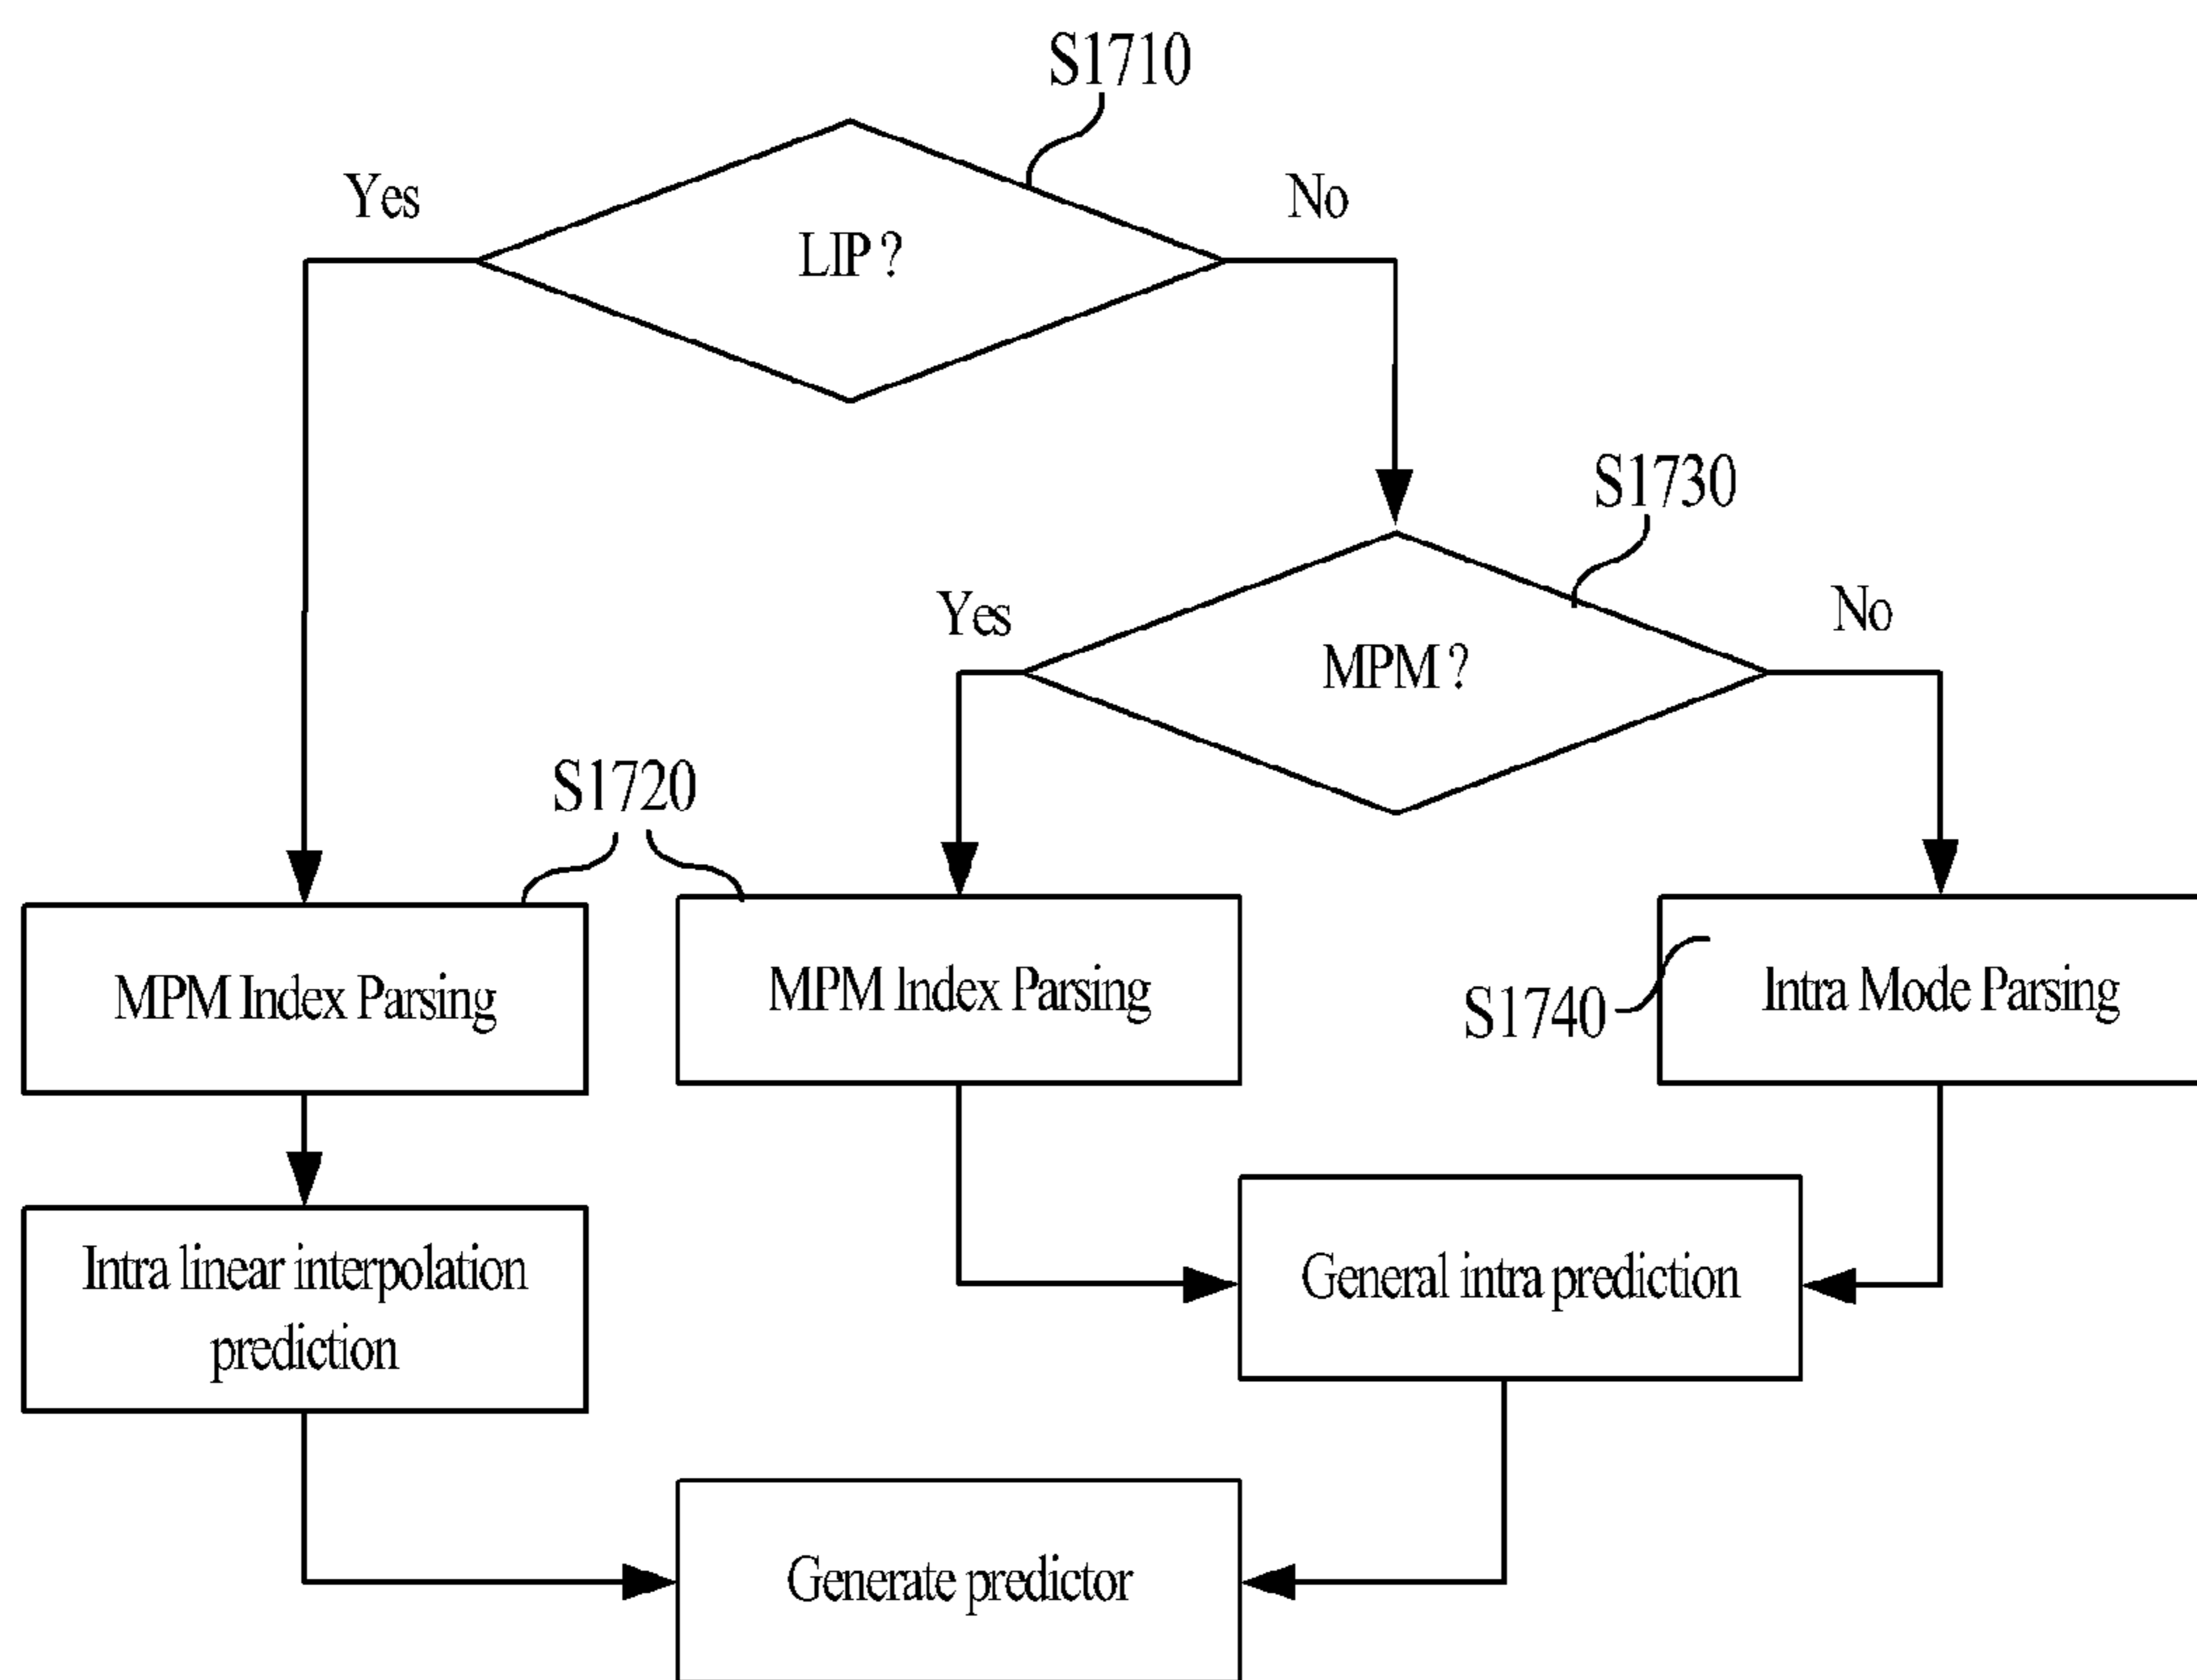 S1710
Yes
No
LIP?
S1730
Yes
No
MPM?
S1720
MPM Index Parsing
MPM Index Parsing
S1740
Intra Mode Parsing
Intra linear interpolation
prediction
General intra prediction
Generate predictor